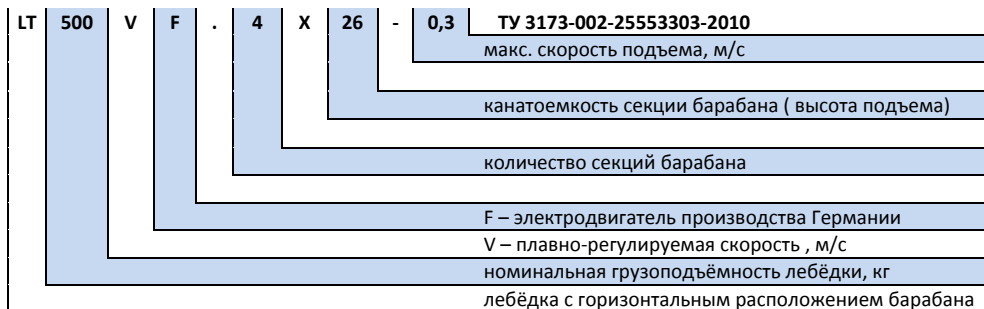 LT 500 V F . 4 X 26 - 0,3 ТУ 3173-002-25553303-2010
макс. скорость подъема, м/с
канатоемкость секции барабана ( высота подъема)
количество секций барабана
F – электродвигатель производства Германии
V – плавно-регулируемая скорость , м/с
номинальная грузоподъёмность лебёдки, кг
лебёдка с горизонтальным расположением барабана